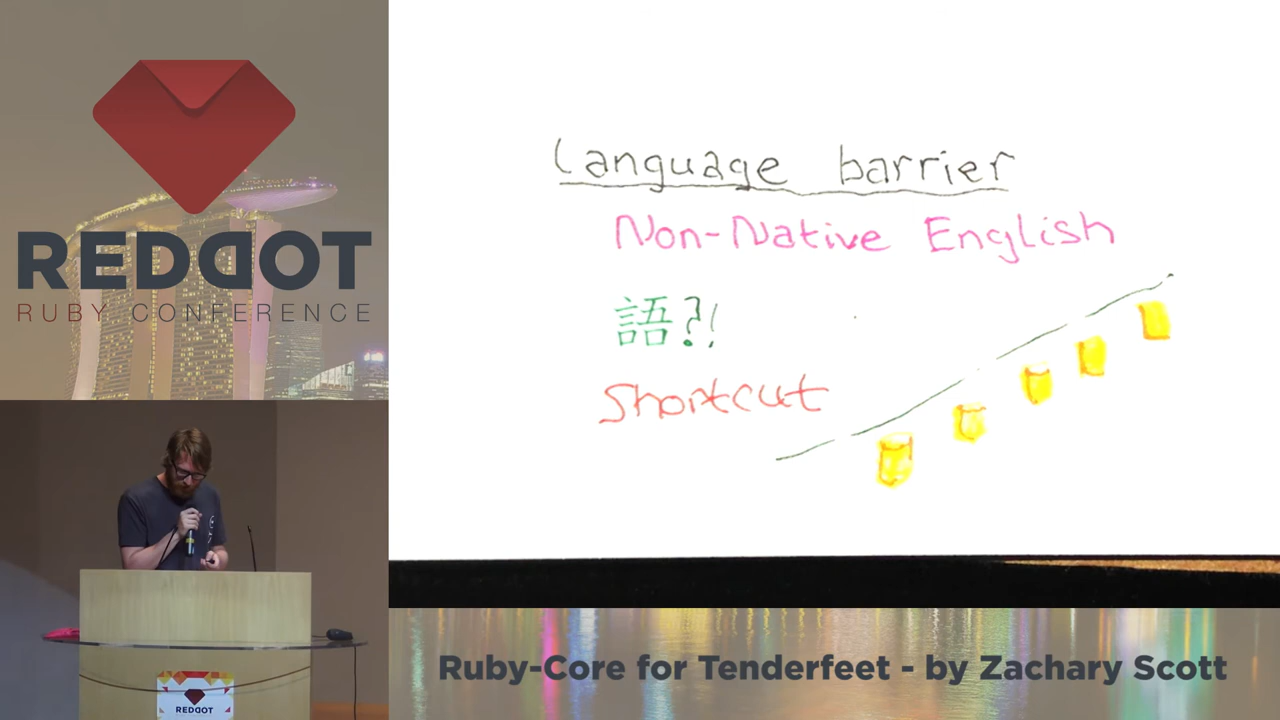 REDDOT
RUBY CONFERENCE
Language barrier
Non-Native English
語?!
Shortcut
REDDOT
Ruby-Core for Tenderfeet - by Zachary Scott